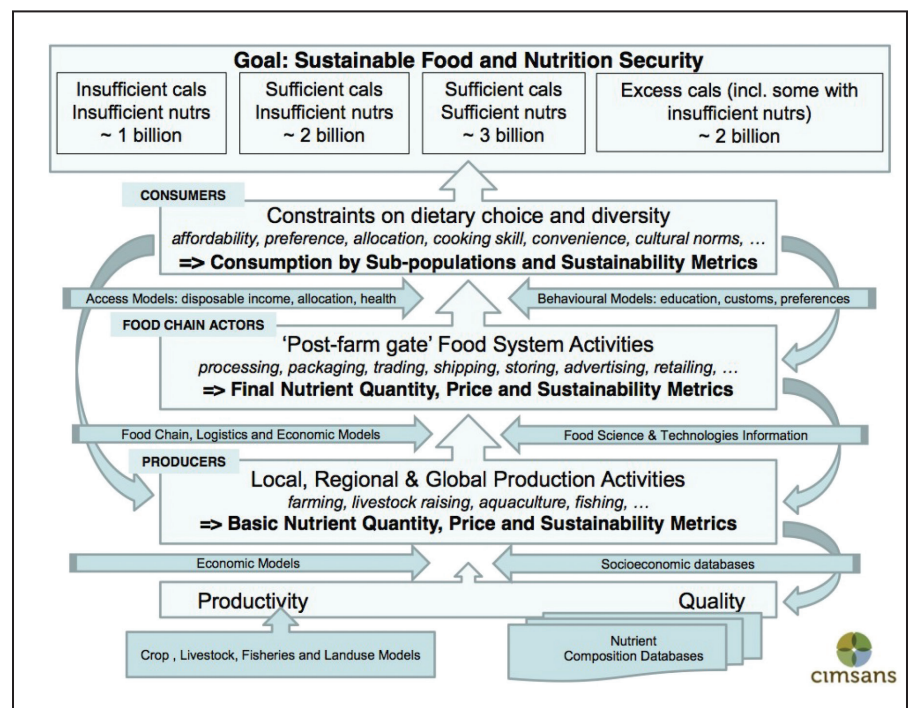 Goal: Sustainable Food and Nutrition Security
Insufficient cals
Insufficient nutrs
~ 1 billion
Sufficient cals
Insufficient nutrs
~ 2 billion
Sufficient cals
Sufficient nutrs
~ 3 billion
Excess cals (incl. some with
insufficient nutrs)
~ 2 billion
CONSUMERS
Constraints on dietary choice and diversity
affordability, preference, allocation, cooking skill, convenience, cultural norms, …
=> Consumption by Sub-populations and Sustainability Metrics
Access Models: disposable income, allocation, health
Behavioural Models: education, customs, preferences
FOOD CHAIN ACTORS
‘Post-farm gate’ Food System Activities
processing, packaging, trading, shipping, storing, advertising, retailing, …
=> Final Nutrient Quantity, Price and Sustainability Metrics
Food Chain, Logistics and Economic Models
Food Science & Technologies Information
PRODUCERS
Local, Regional & Global Production Activities
farming, livestock raising, aquaculture, fishing, …
=> Basic Nutrient Quantity, Price and Sustainability Metrics
Economic Models
Socioeconomic databases
Productivity
Quality
Crop , Livestock, Fisheries and Landuse Models
Nutrient
Composition Databases
cimsans